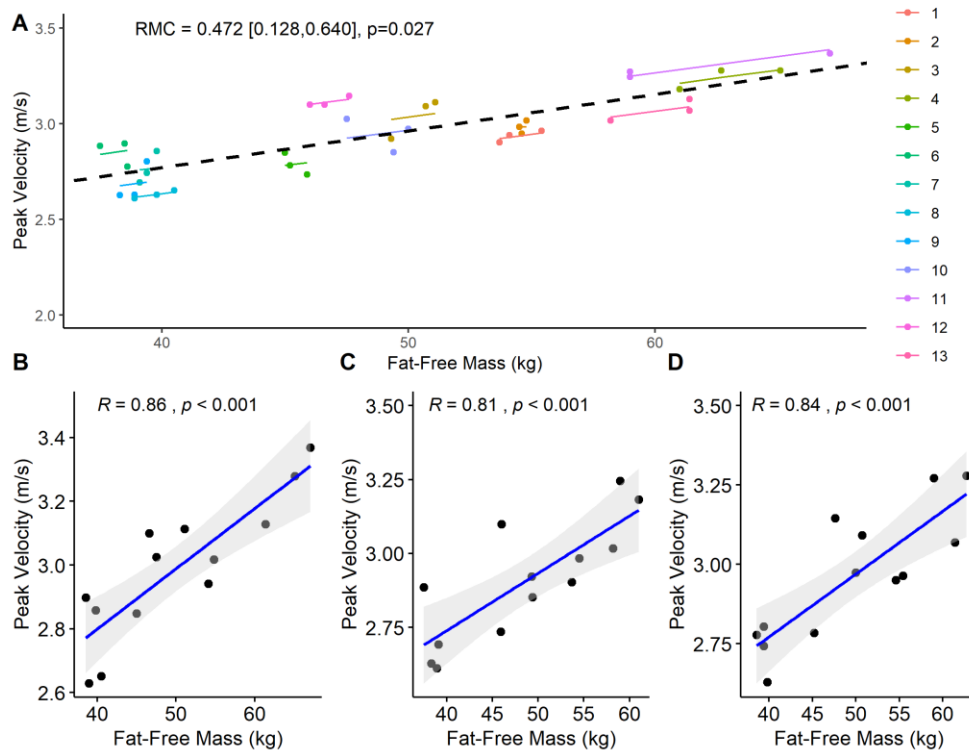 A
RMC = 0.472 [0.128,0.640], p=0.027
Peak Velocity (m/s)
3.5
3.0
2.5
2.0
40
50
60
Fat-Free Mass (kg)
1
2
3
4
5
6
7
8
9
10
11
12
13
B
R = 0.86 , p < 0.001
Peak Velocity (m/s)
3.4
3.2
3.0
2.8
2.6
40
50
60
Fat-Free Mass (kg)
C
R = 0.81 , p < 0.001
Peak Velocity (m/s)
3.50
3.25
3.00
2.75
40
45
50
55
60
Fat-Free Mass (kg)
D
R = 0.84 , p < 0.001
Peak Velocity (m/s)
3.50
3.25
3.00
2.75
40
45
50
55
60
Fat-Free Mass (kg)